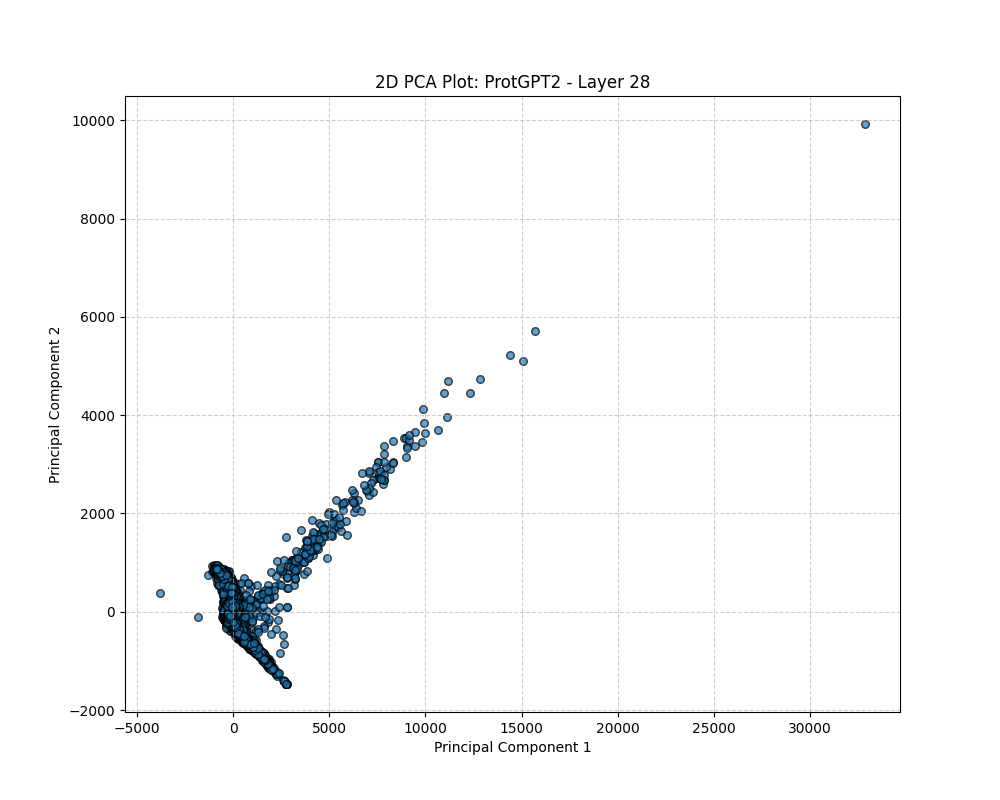 2D PCA Plot: ProtGPT2 - Layer 28
10000
8000
6000
4000
2000
0
−2000
Principal Component 2
−5000 0 5000 10000 15000 20000 25000 30000
Principal Component 1